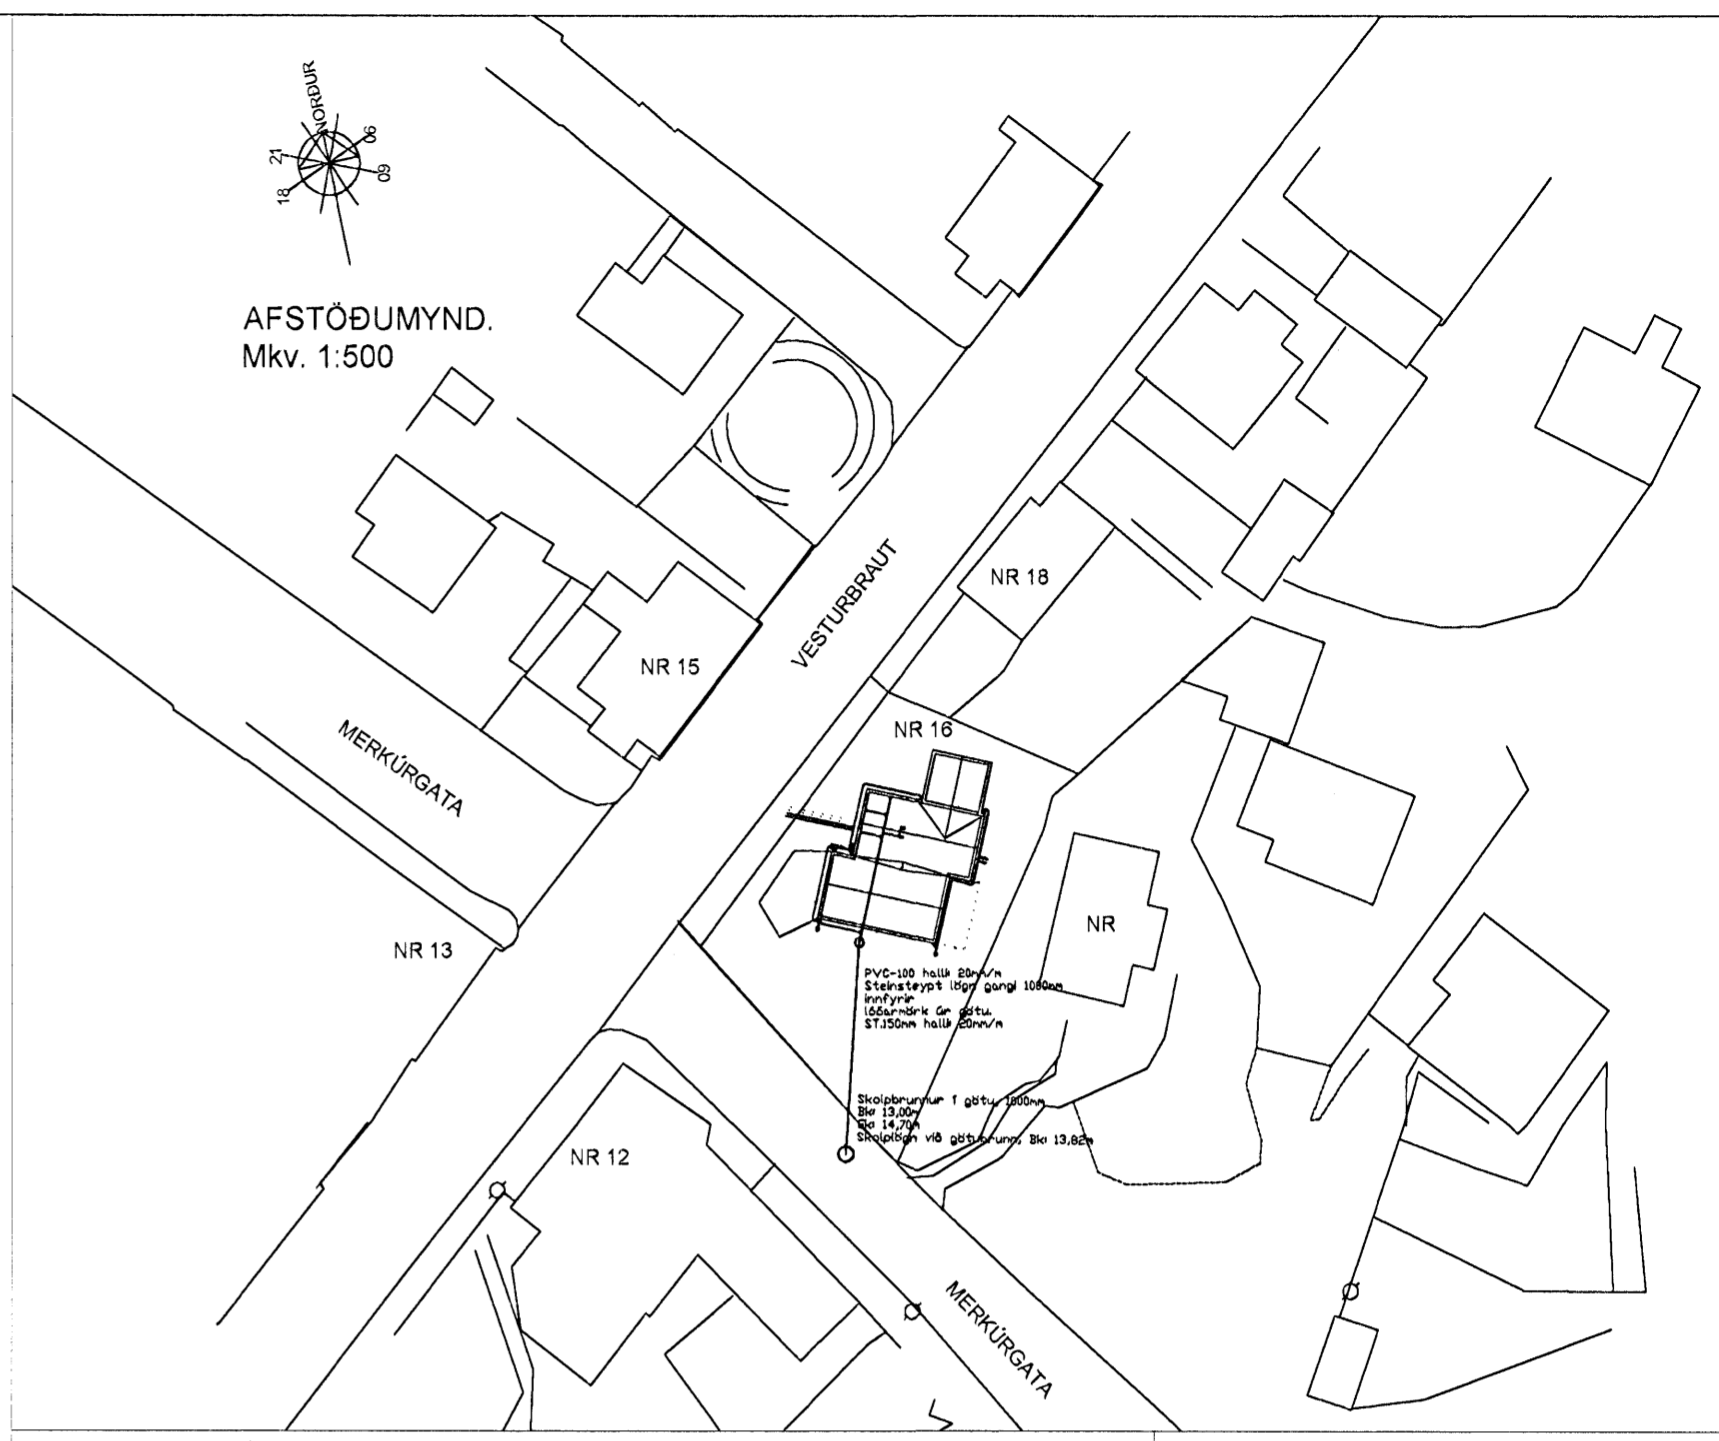 NORÐUR
06
21
09
18
AFSTÖÐUMYND.
Mkv. 1:500
VESTURBRAUT
NR 18
NR 15
NR 16
MERKÚRGATA
NR
NR 13
PVC-100 halli 20mm/m
Steinsteypt lögn gangi 1000mm
innfyrir
lóðarmörk úr götu.
ST.150mm halli 20mm/m
Skolpbrunnur í götu, 1000mm
Bk: 13,00m
14,70m
Skolplögn við götubrunn, Bk: 13,82m
NR 12
MERKÚRGATA